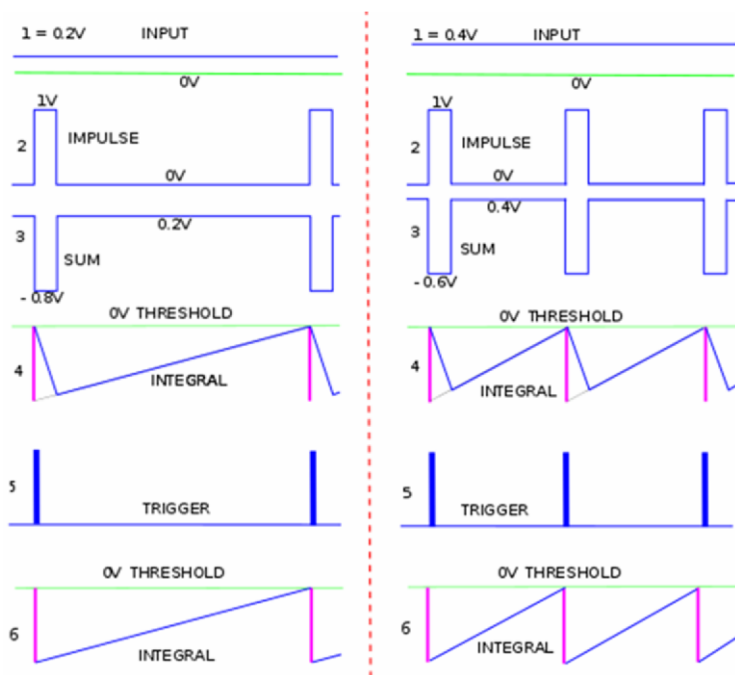 1 = 0.2V INPUT
0V
1V
2 IMPULSE
0V
0.2V
3 SUM
- 0.8V
0V THRESHOLD
4 INTEGRAL
5 TRIGGER
0V THRESHOLD
6 INTEGRAL
1 = 0.4V INPUT
0V
1V
2 IMPULSE
0V
0.4V
3 SUM
- 0.6V
0V THRESHOLD
4 INTEGRAL
5 TRIGGER
0V THRESHOLD
6 INTEGRAL